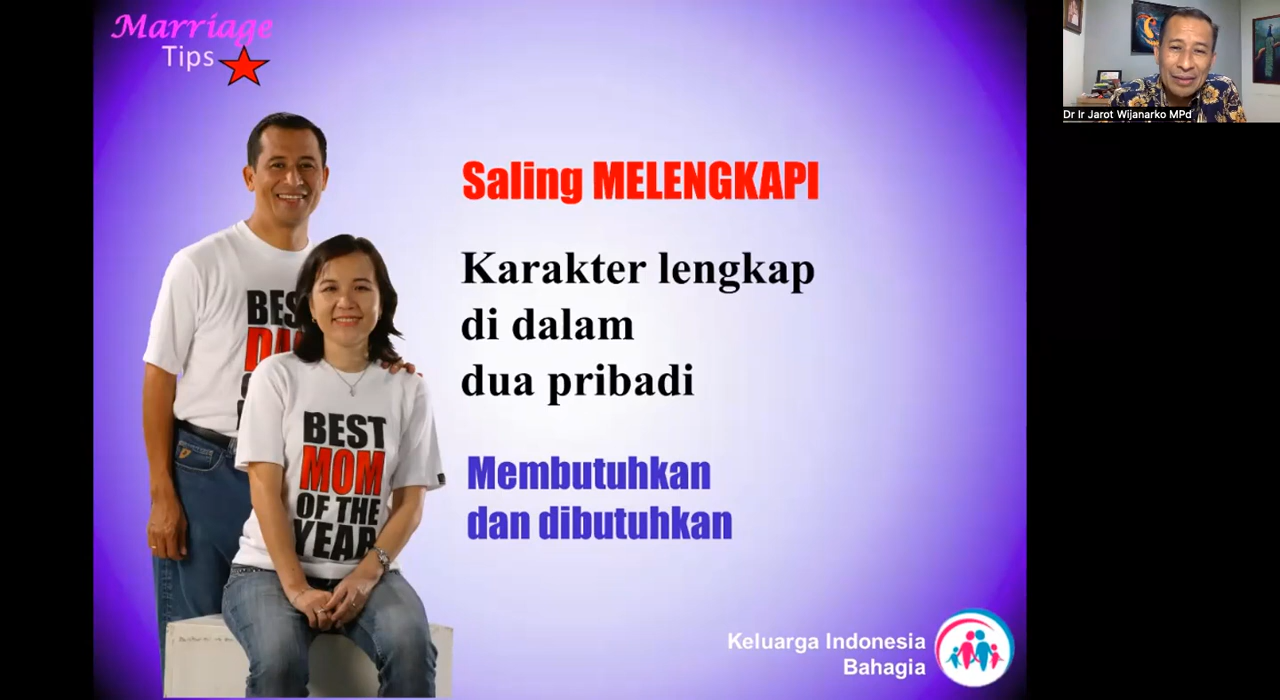 Marriage
Tips
Dr Ir Jarot Wijanarko MPd
Saling MELENGKAPI
Karakter lengkap
di dalam
dua pribadi
Membutuhkan
dan dibutuhkan
BEST
MOM
OF THE
YEAR
Keluarga Indonesia
Bahagia